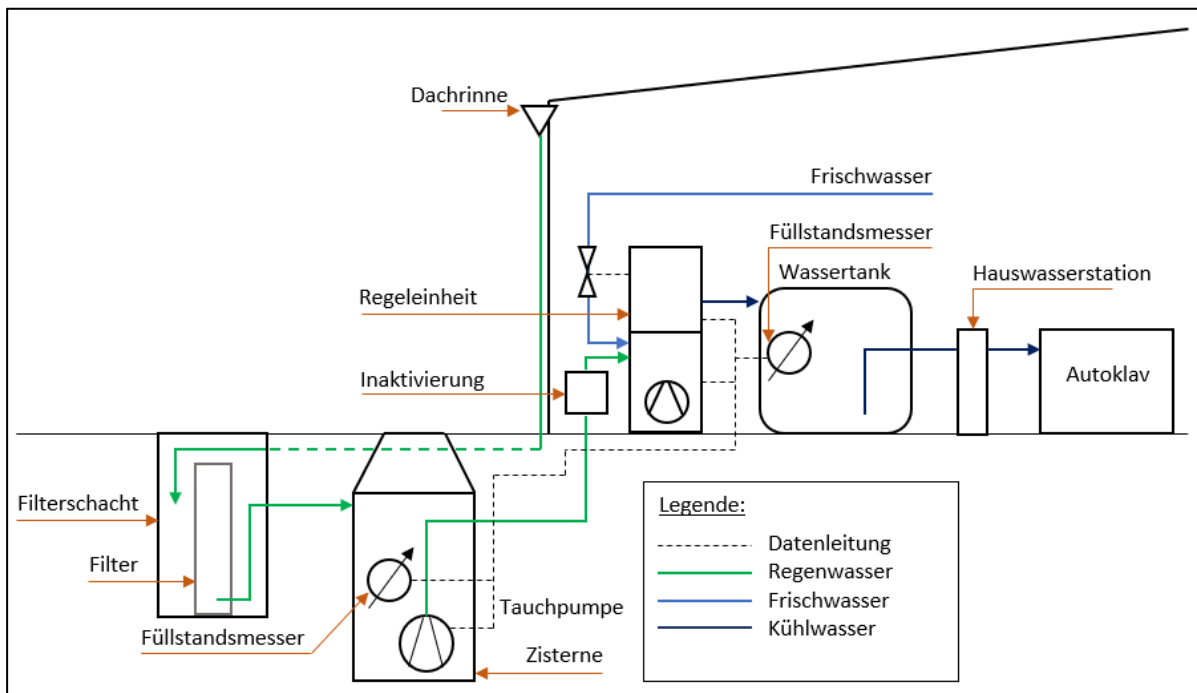 Dachrinne
Frischwasser
Füllstandsmesser
Wassertank
Hauswasserstation
Regeleinheit
Inaktivierung
Autoklav
Filterschacht
Filter
Füllstandsmesser
Tauchpumpe
Zisterne
Legende:
Datenleitung
Regenwasser
Frischwasser
Kühlwasser